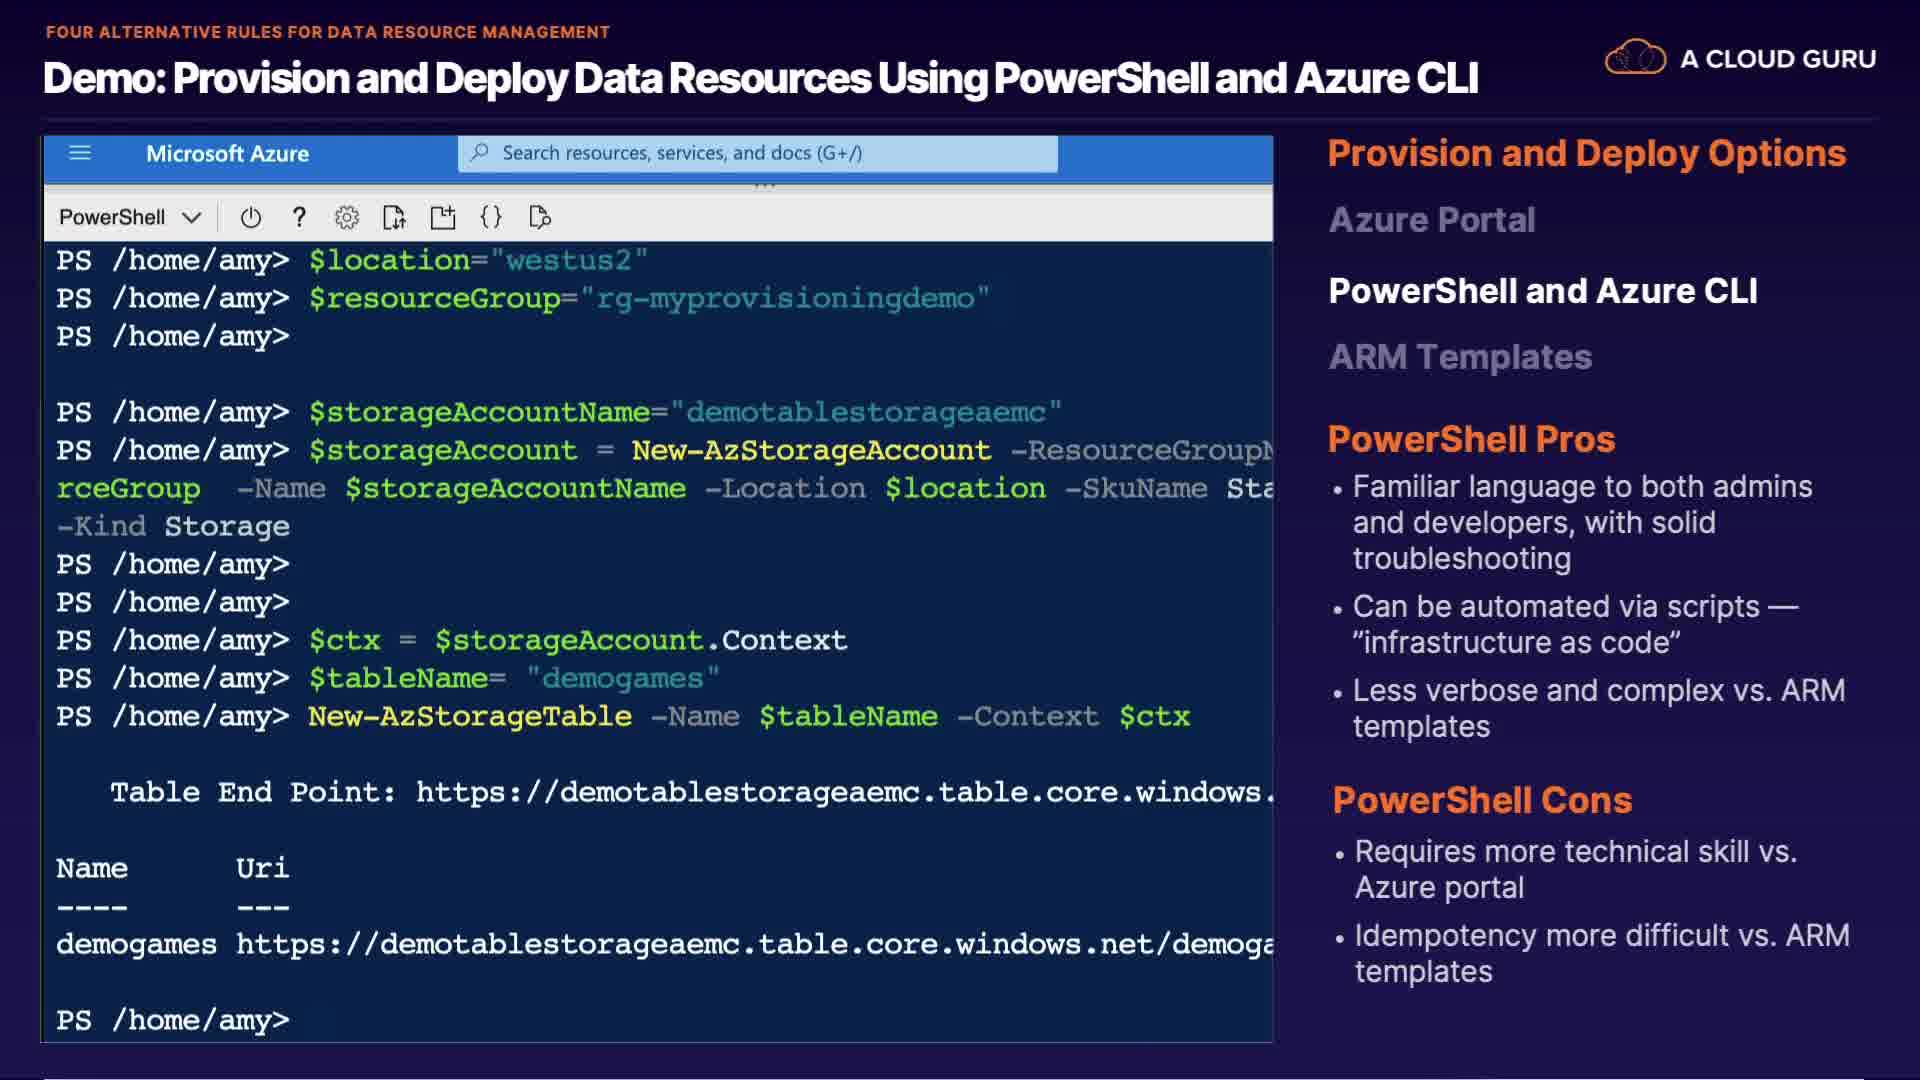 FOUR ALTERNATIVE RULES FOR DATA RESOURCE MANAGEMENT
Demo: Provision and Deploy Data Resources Using PowerShell and Azure CLI
A CLOUD GURU
Microsoft Azure
Search resources, services, and docs (G+/)
PowerShell
PS /home/amy> $location="westus2"
PS /home/amy> $resourceGroup="rg-myprovisioningdemo"
PS /home/amy>
PS /home/amy> $storageAccountName="demotablestorageaemc"
PS /home/amy> $storageAccount = New-AzStorageAccount -ResourceGroupN
rceGroup -Name $storageAccountName -Location $location -SkuName Sta
-Kind Storage
PS /home/amy>
PS /home/amy>
PS /home/amy> $ctx = $storageAccount.Context
PS /home/amy> $tableName= "demogames"
PS /home/amy> New-AzStorageTable -Name $tableName -Context $ctx
Table End Point: https://demotablestorageaemc.table.core.windows.
Name Uri
---- ---
demogames https://demotablestorageaemc.table.core.windows.net/demoga
PS /home/amy>
Provision and Deploy Options
Azure Portal
PowerShell and Azure CLI
ARM Templates
PowerShell Pros
• Familiar language to both admins
and developers, with solid
troubleshooting
• Can be automated via scripts —
"infrastructure as code"
• Less verbose and complex vs. ARM
templates
PowerShell Cons
• Requires more technical skill vs.
Azure portal
• Idempotency more difficult vs. ARM
templates